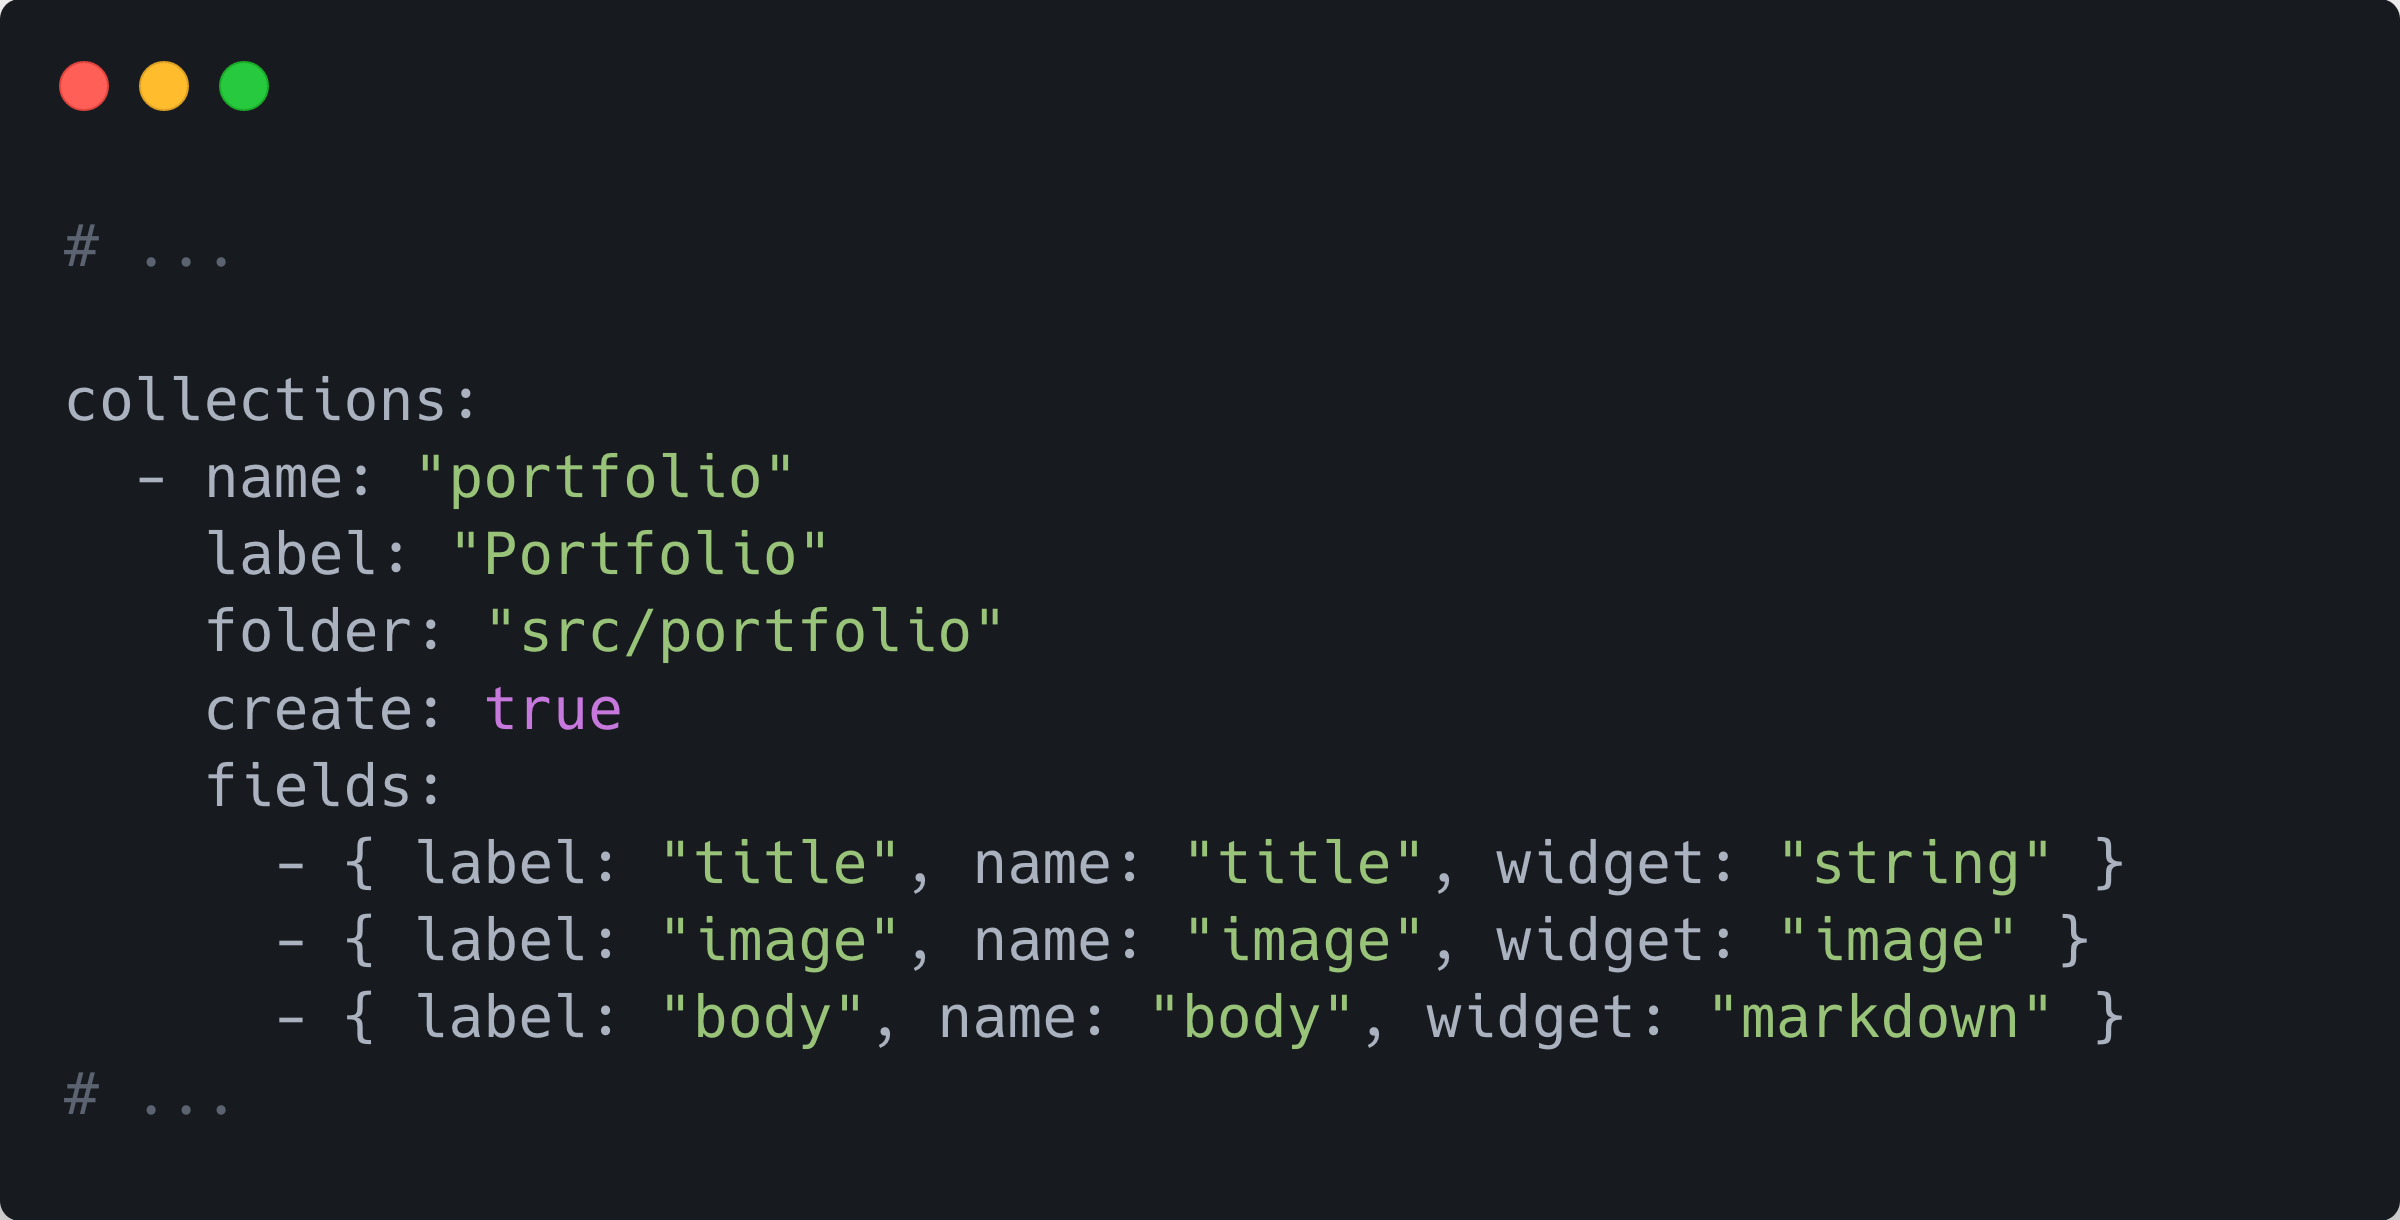 # ...
collections:
  - name: "portfolio"
    label: "Portfolio"
    folder: "src/portfolio"
    create: true
    fields:
      - { label: "title", name: "title", widget: "string" }
      - { label: "image", name: "image", widget: "image" }
      - { label: "body", name: "body", widget: "markdown" }
# ...